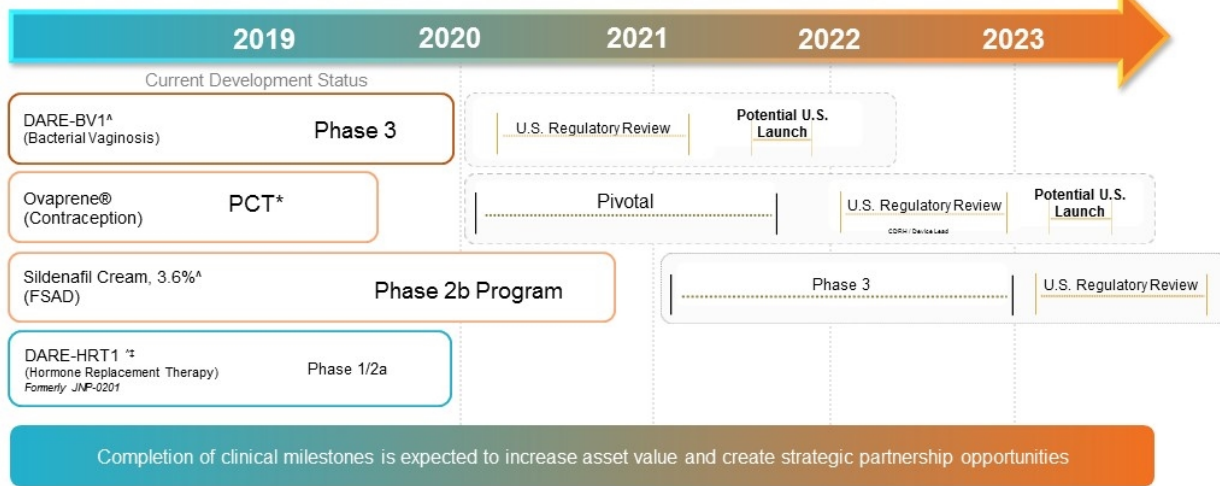 2019 2020 2021 2022 2023
Current Development Status
DARE-BV1^
(Bacterial Vaginosis)
Phase 3
U.S. Regulatory Review
Potential U.S.
Launch
Ovaprene®
(Contraception)
PCT*
Pivotal
U.S. Regulatory Review
CDRH / Device Lead
Potential U.S.
Launch
Sildenafil Cream, 3.6%^
(FSAD)
Phase 2b Program
Phase 3
U.S. Regulatory Review
DARE-HRT1 ^‡
(Hormone Replacement Therapy)
Formerly JNP-0201
Phase 1/2a
Completion of clinical milestones is expected to increase asset value and create strategic partnership opportunities